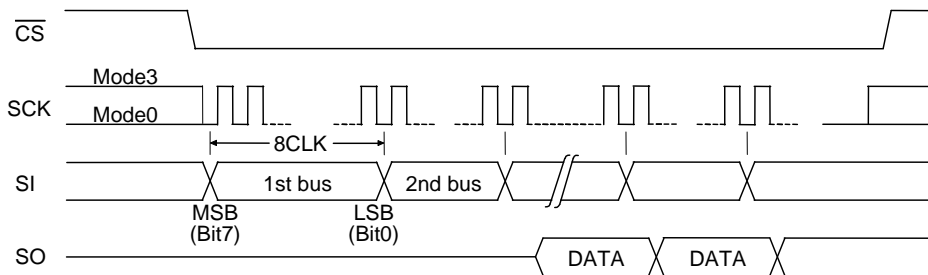 CS
Mode3
SCK
Mode0
8CLK
SI
1st bus
2nd bus
MSB
(Bit7)
LSB
(Bit0)
SO
DATA
DATA